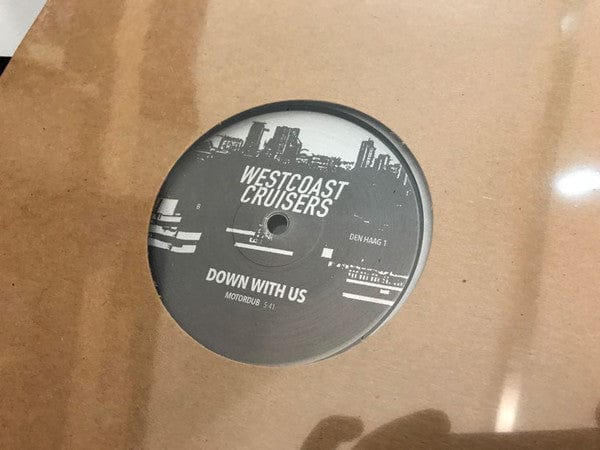 WESTCOAST
CRUISERS
B
DEN HAAG 1
DOWN WITH US
MOTORDUB 5:41